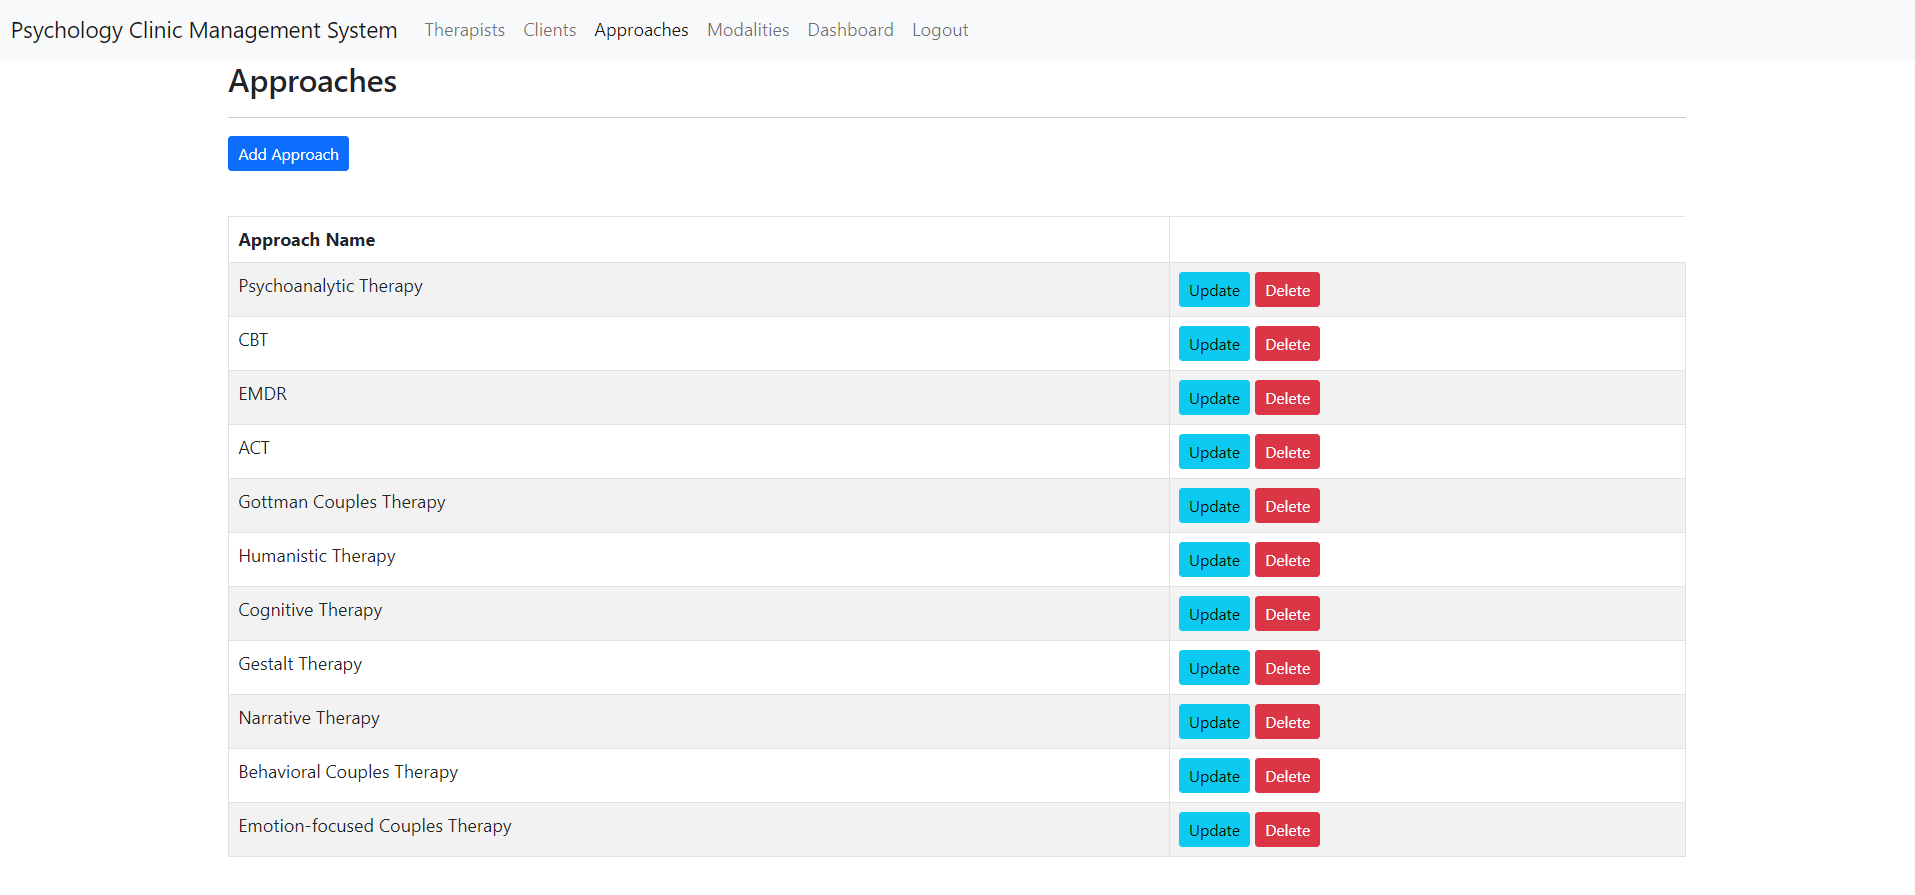 Psychology Clinic Management System Therapists Clients Approaches Modalities Dashboard Logout
Approaches
Add Approach
Approach Name
Psychoanalytic Therapy Update Delete
CBT Update Delete
EMDR Update Delete
ACT Update Delete
Gottman Couples Therapy Update Delete
Humanistic Therapy Update Delete
Cognitive Therapy Update Delete
Gestalt Therapy Update Delete
Narrative Therapy Update Delete
Behavioral Couples Therapy Update Delete
Emotion-focused Couples Therapy Update Delete